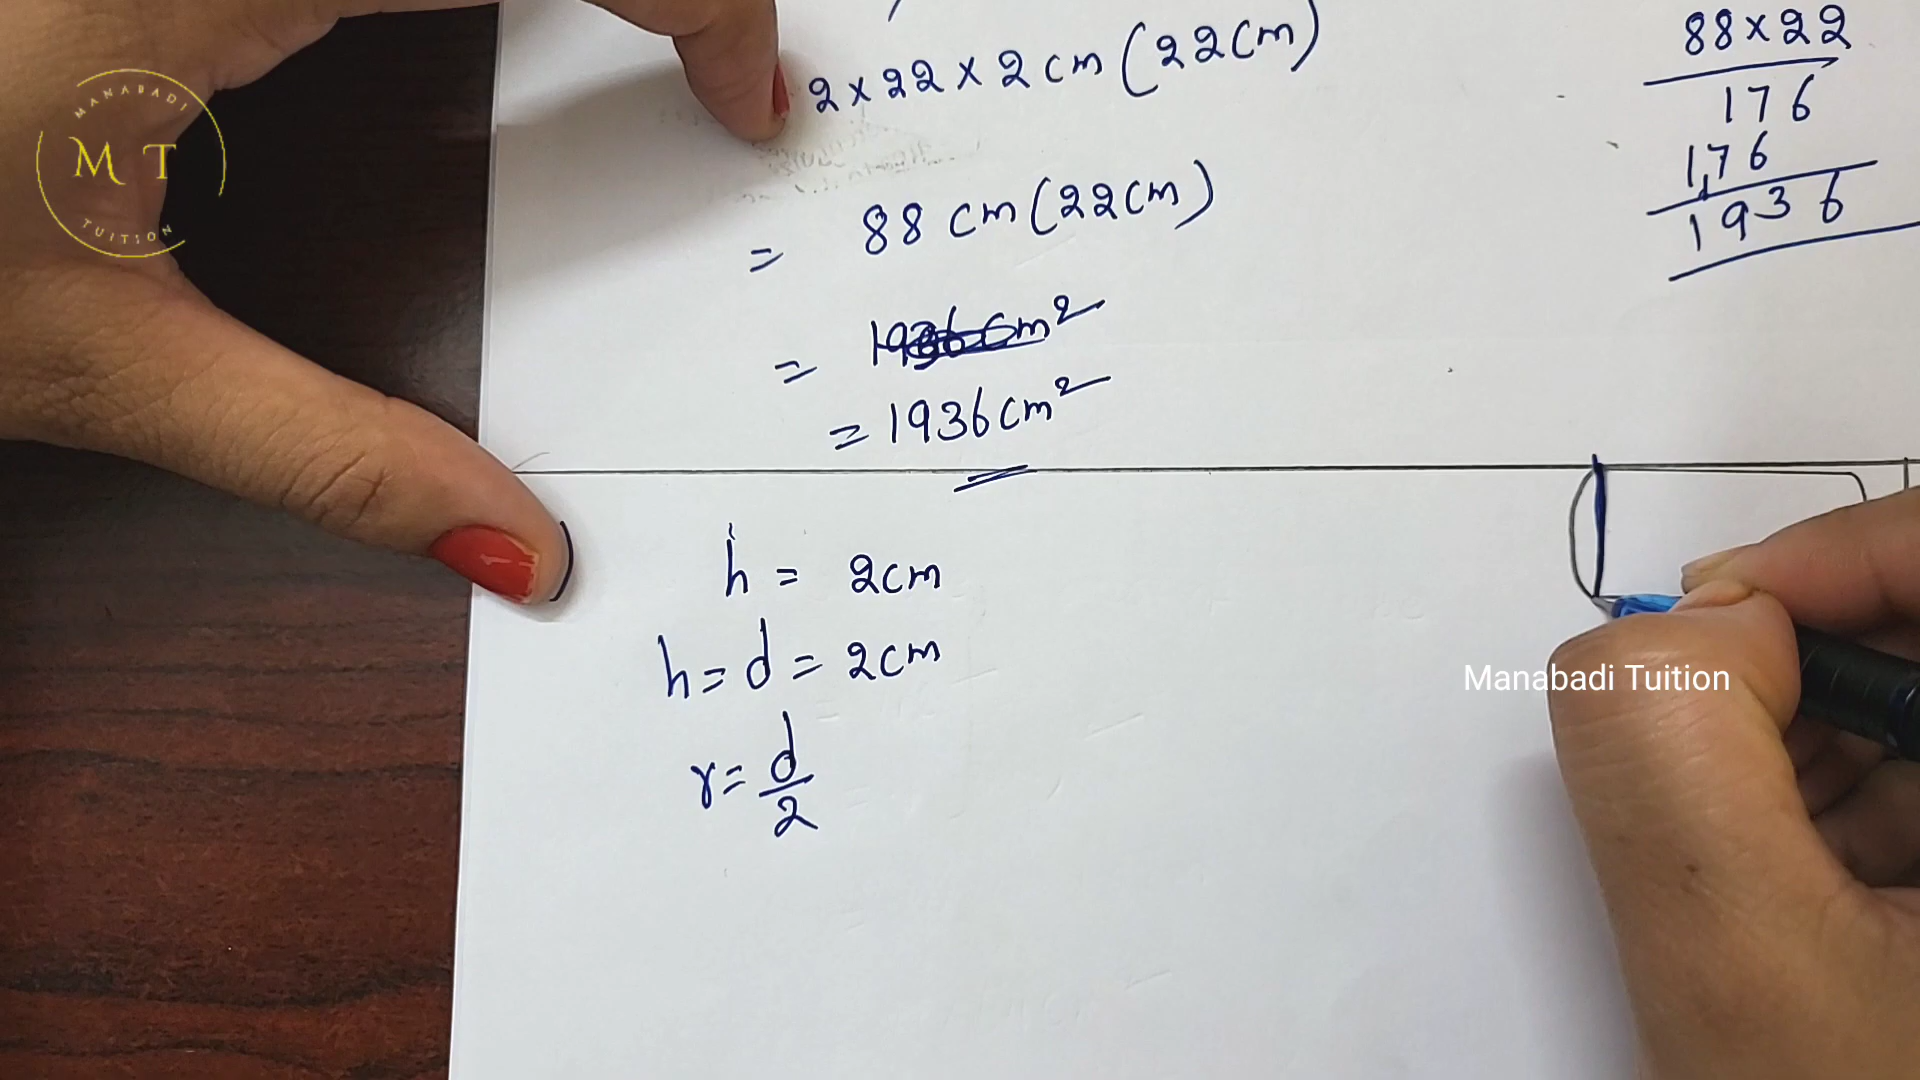 2 × 22 × 2 cm (22cm)
= 88 cm (22cm)
= 1936 cm²
= 1936 cm²
88 × 22
176
176
1936
h = 2cm
h = d = 2cm
r = d/2
MANABADI
M T
TUITION
Manabadi Tuition